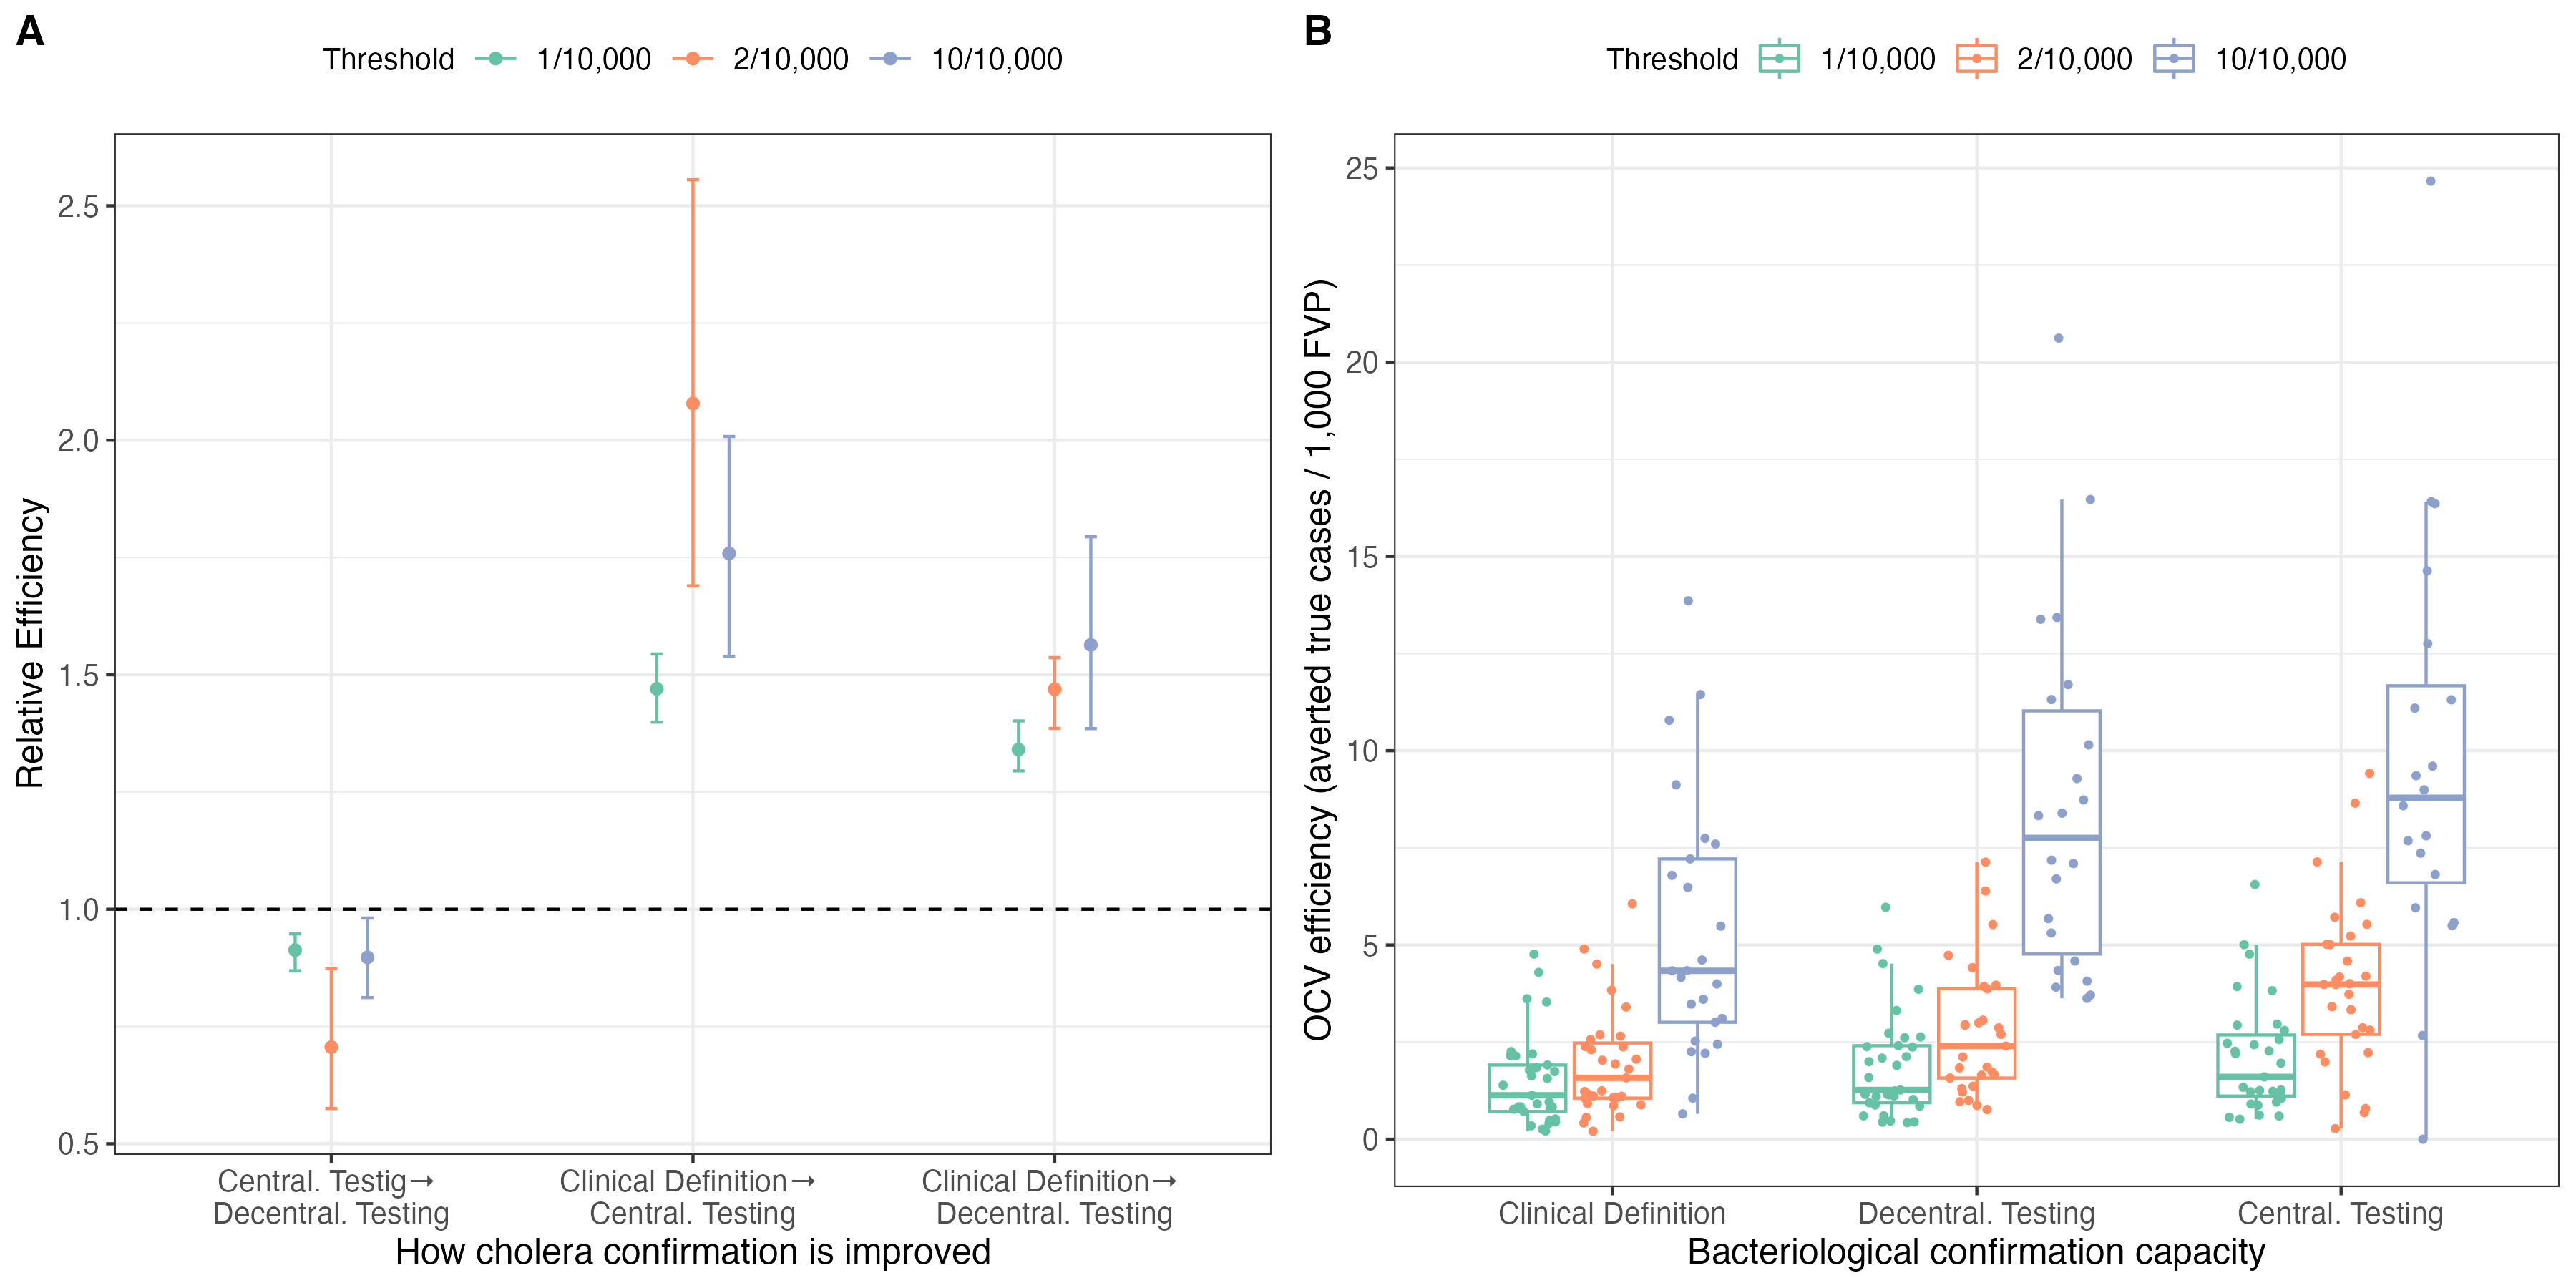 A
Threshold 1/10,000 2/10,000 10/10,000
Relative Efficiency
2.5
2.0
1.5
1.0
0.5
Central. Testig→ Clinical Definition→ Clinical Definition→
Decentral. Testing Central. Testing Decentral. Testing
How cholera confirmation is improved
B
Threshold 1/10,000 2/10,000 10/10,000
OCV efficiency (averted true cases / 1,000 FVP)
25
20
15
10
5
0
Clinical Definition Decentral. Testing Central. Testing
Bacteriological confirmation capacity